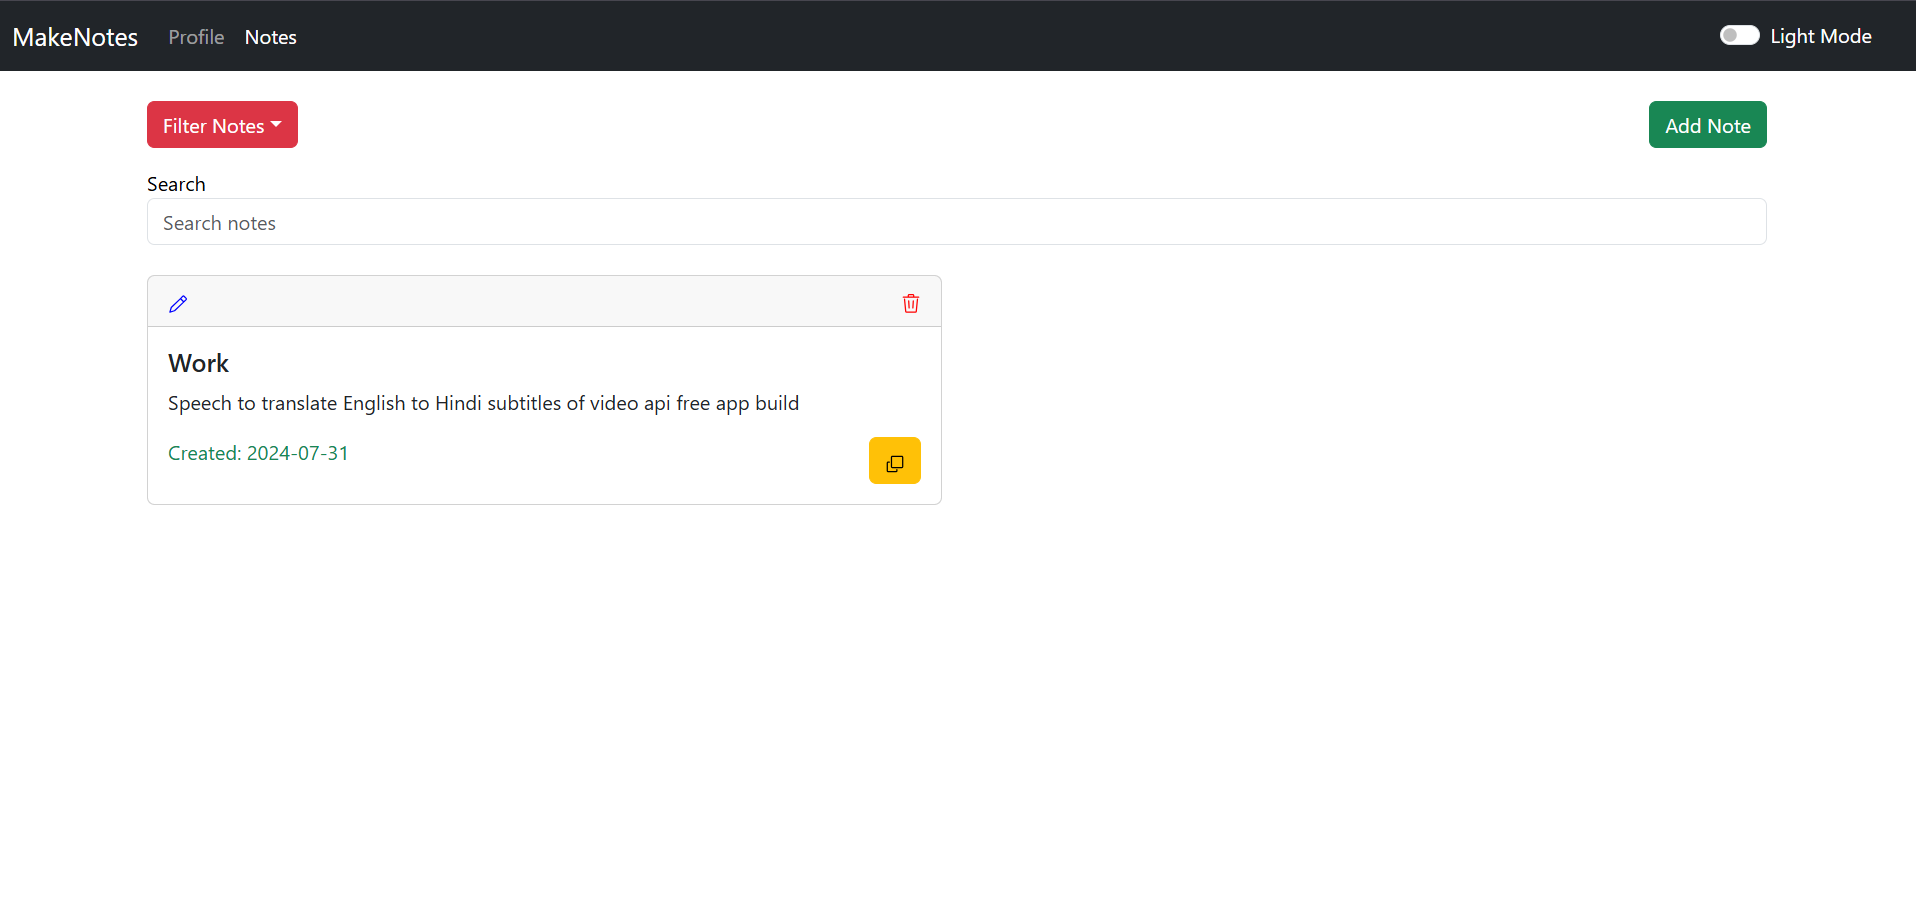 MakeNotes Profile Notes Light Mode
Filter Notes Add Note
Search
Search notes
Work
Speech to translate English to Hindi subtitles of video api free app build
Created: 2024-07-31